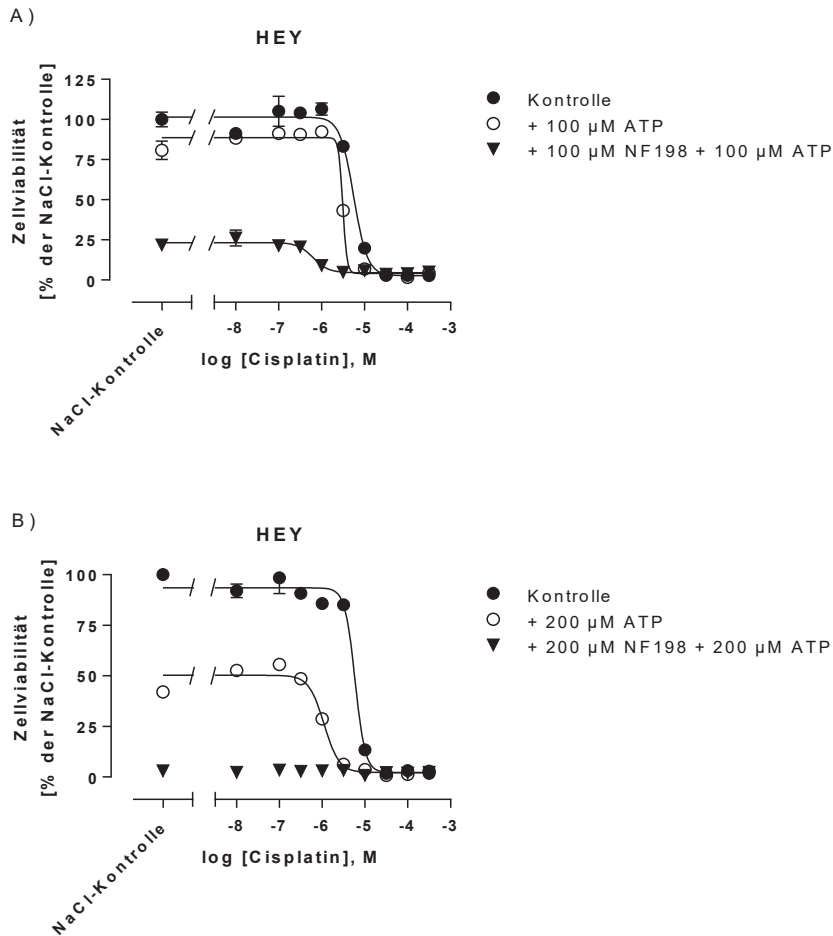 A)
HEY
Zellviabilität
[% der NaCl-Kontrolle]
125
100
75
50
25
0
NaCl-Kontrolle
-8 -7 -6 -5 -4 -3
log [Cisplatin], M
Kontrolle
+ 100 µM ATP
+ 100 µM NF198 + 100 µM ATP
B)
HEY
Zellviabilität
[% der NaCl-Kontrolle]
100
75
50
25
0
NaCl-Kontrolle
-8 -7 -6 -5 -4 -3
log [Cisplatin], M
Kontrolle
+ 200 µM ATP
+ 200 µM NF198 + 200 µM ATP